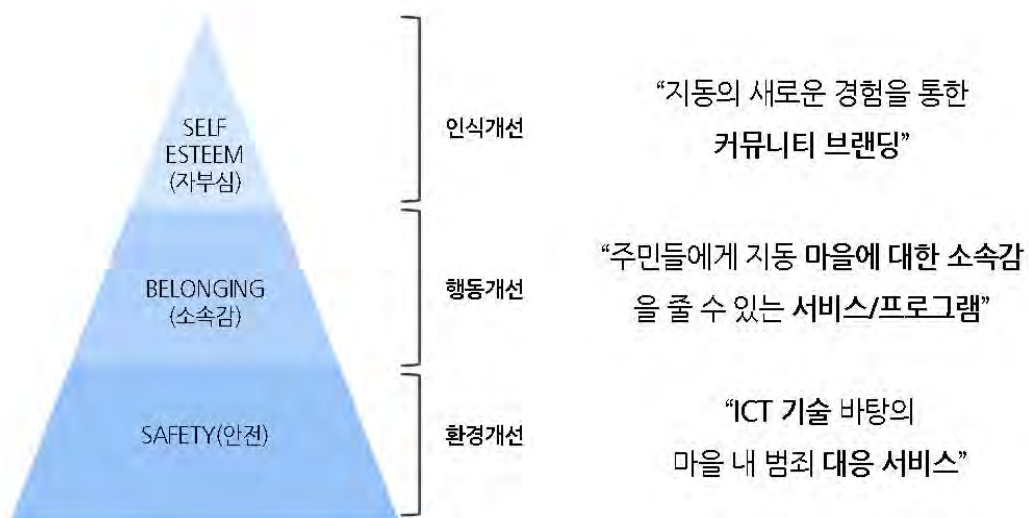 SELF
ESTEEM
(자부심)
인식개선
“지동의 새로운 경험을 통한
커뮤니티 브랜딩”
BELONGING
(소속감)
행동개선
“주민들에게 지동 마을에 대한 소속감
을 줄 수 있는 서비스/프로그램”
SAFETY(안전)
환경개선
“ICT 기술 바탕의
마을 내 범죄 대응 서비스”